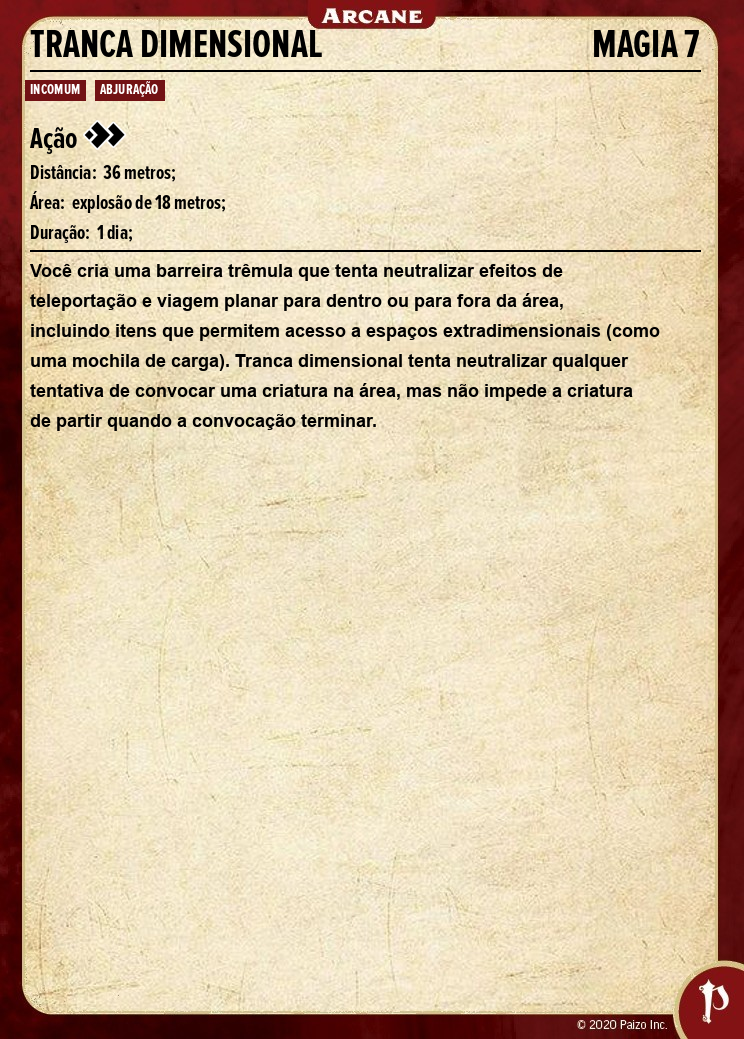 ARCANE
TRANCA DIMENSIONAL MAGIA 7
INCOMUM ABJURAÇÃO
Ação
Distância: 36 metros;
Área: explosão de 18 metros;
Duração: 1 dia;
Você cria uma barreira trêmula que tenta neutralizar efeitos de
teleportação e viagem planar para dentro ou para fora da área,
incluindo itens que permitem acesso a espaços extradimensionais (como
uma mochila de carga). Tranca dimensional tenta neutralizar qualquer
tentativa de convocar uma criatura na área, mas não impede a criatura
de partir quando a convocação terminar.
© 2020 Paizo Inc.
P